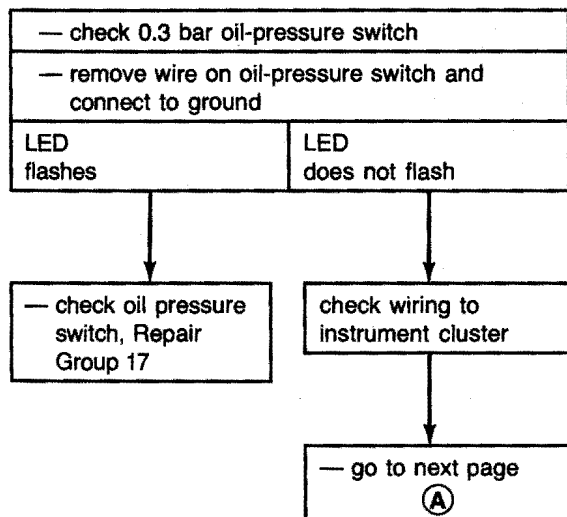 — check 0.3 bar oil-pressure switch
— remove wire on oil-pressure switch and
connect to ground
LED
flashes
LED
does not flash
— check oil pressure
switch, Repair
Group 17
check wiring to
instrument cluster
— go to next page
A